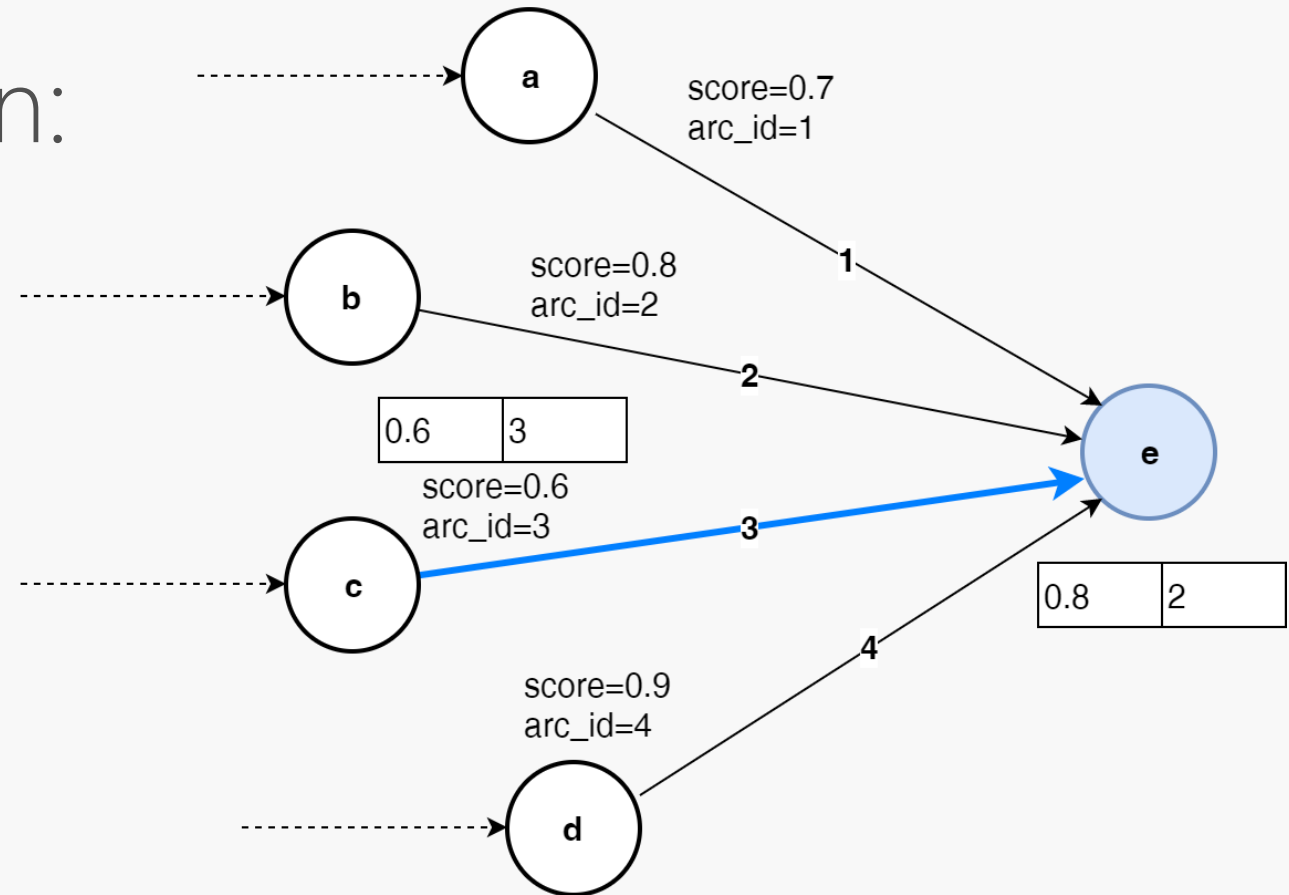 n:
a
score=0.7
arc_id=1
1
b
score=0.8
arc_id=2
2
0.6 3
e
score=0.6
arc_id=3
3
c
0.8 2
4
score=0.9
arc_id=4
d